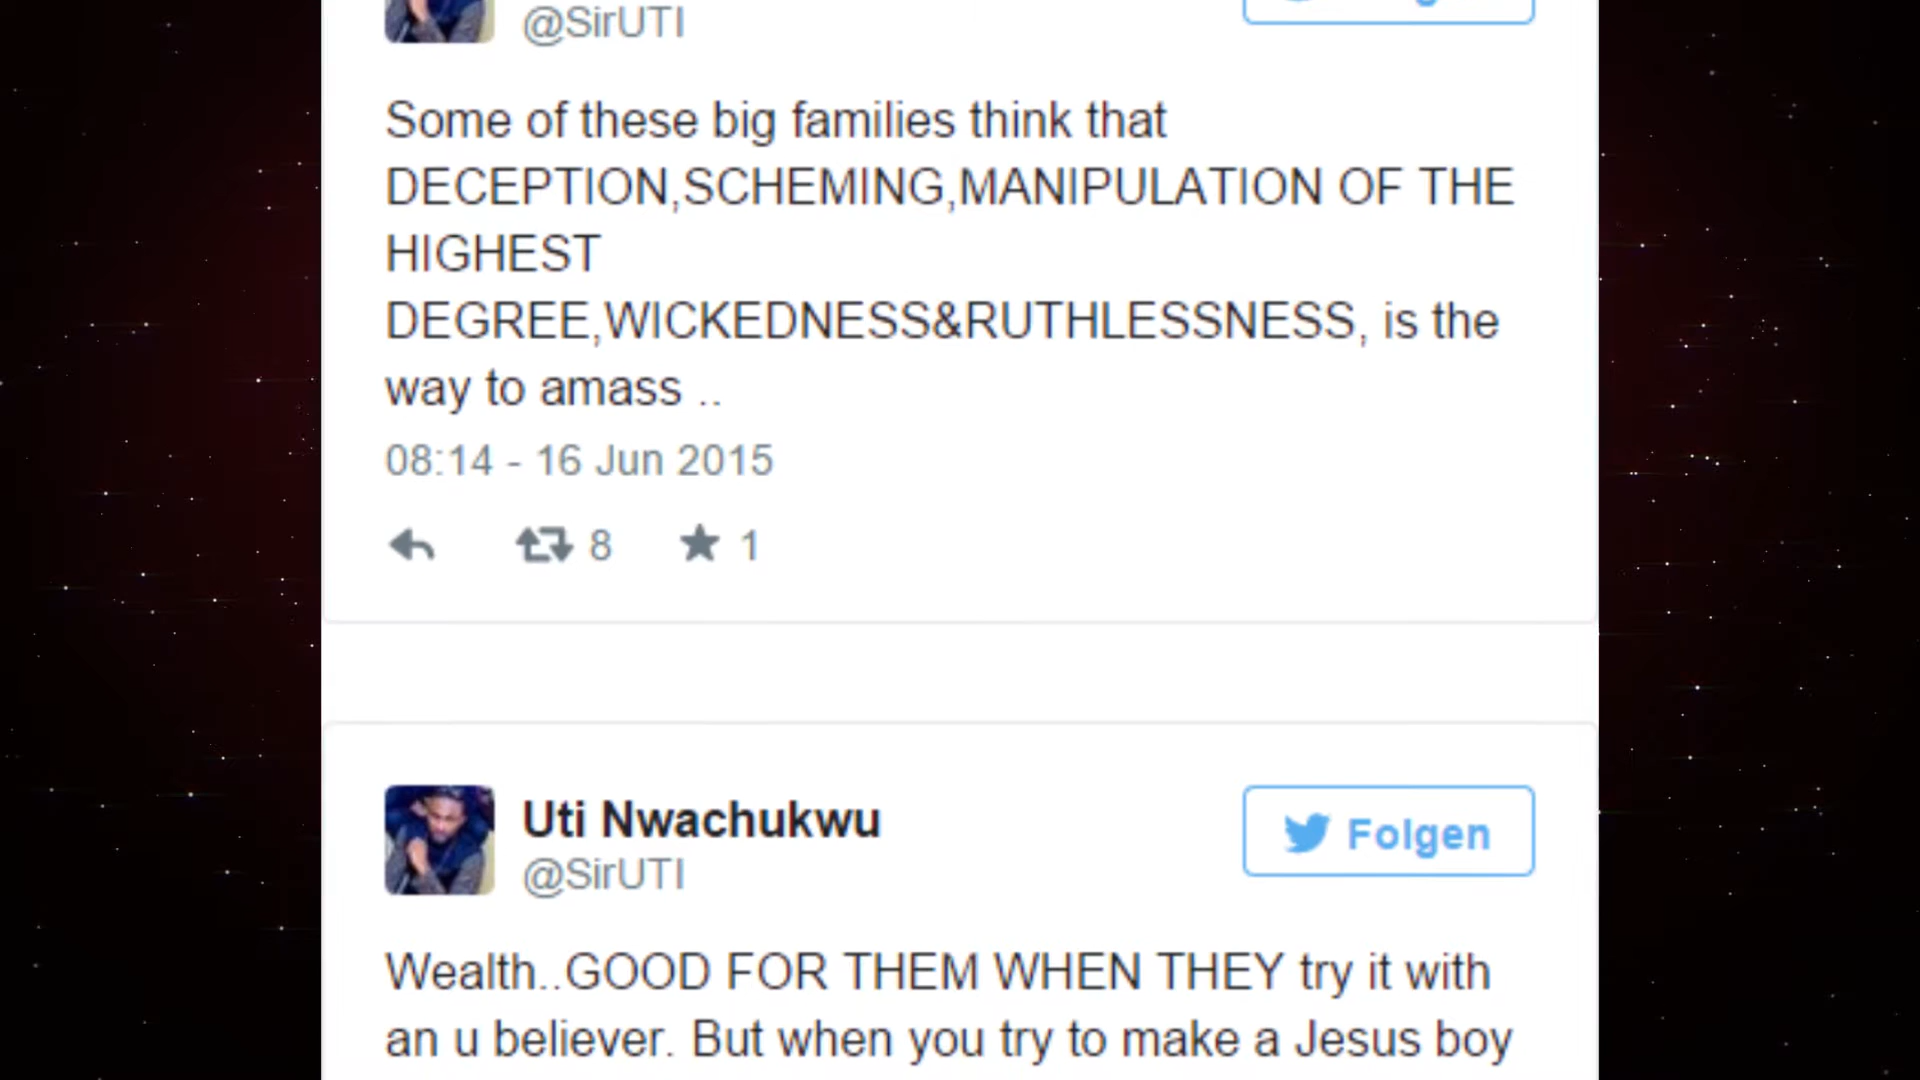 @SirUTI
Some of these big families think that
DECEPTION,SCHEMING,MANIPULATION OF THE
HIGHEST
DEGREE,WICKEDNESS&RUTHLESSNESS, is the
way to amass ..
08:14 - 16 Jun 2015
8 1
Uti Nwachukwu
Folgen
@SirUTI
Wealth..GOOD FOR THEM WHEN THEY try it with
an u believer. But when you try to make a Jesus boy